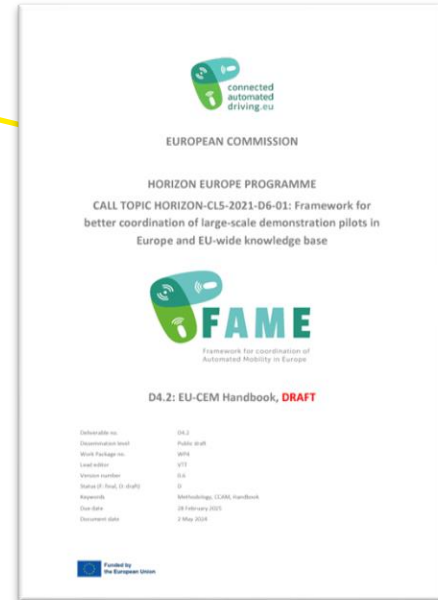 connected
automated
driving.eu
EUROPEAN COMMISSION
HORIZON EUROPE PROGRAMME
CALL TOPIC HORIZON-CL5-2021-D6-01: Framework for
better coordination of large-scale demonstration pilots in
Europe and EU-wide knowledge base
FAME
Framework for coordination of
Automated Mobility in Europe
D4.2: EU-CEM Handbook, DRAFT
Deliverable no. D4.2
Dissemination level Public draft
Work Package no. WP4
Lead editor VTT
Version number 0.6
Status (F: final, D: draft) D
Keywords Methodology, CCAM, Handbook
Due date 28 February 2025
Document date 2 May 2024
Funded by
the European Union